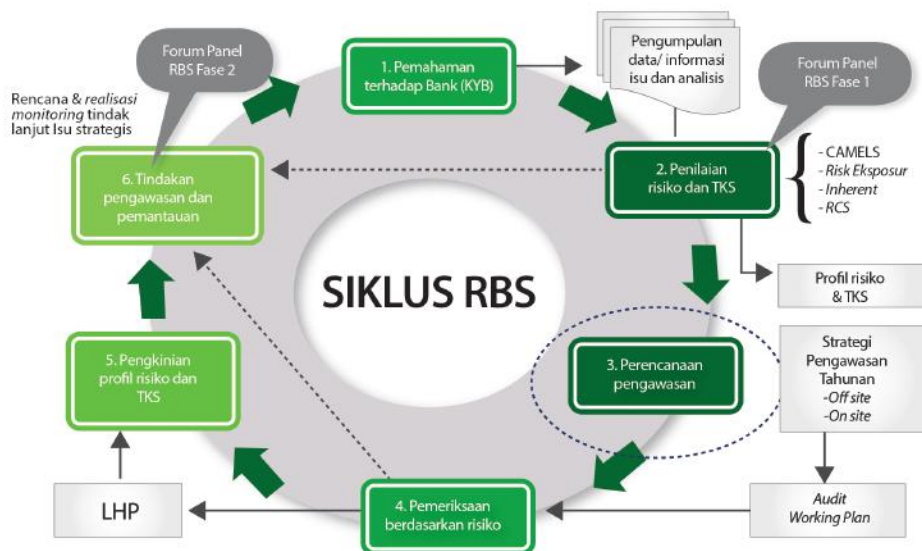 Forum Panel
RBS Fase 2
Rencana & realisasi
monitoring tindak
lanjut Isu strategis
1. Pemahaman
terhadap Bank (KYB)
Pengumpulan
data/ informasi
isu dan analisis
Forum Panel
RBS Fase 1
6. Tindakan
pengawasan dan
pemantauan
2. Penilaian
risiko dan TKS
- CAMELS
- Risk Eksposur
- Inherent
- RCS
SIKLUS RBS
Profil risiko
& TKS
5. Pengkinian
profil risiko dan
TKS
3. Perencanaan
pengawasan
Strategi
Pengawasan
Tahunan
-Off site
-On site
LHP
4. Pemeriksaan
berdasarkan risiko
Audit
Working Plan